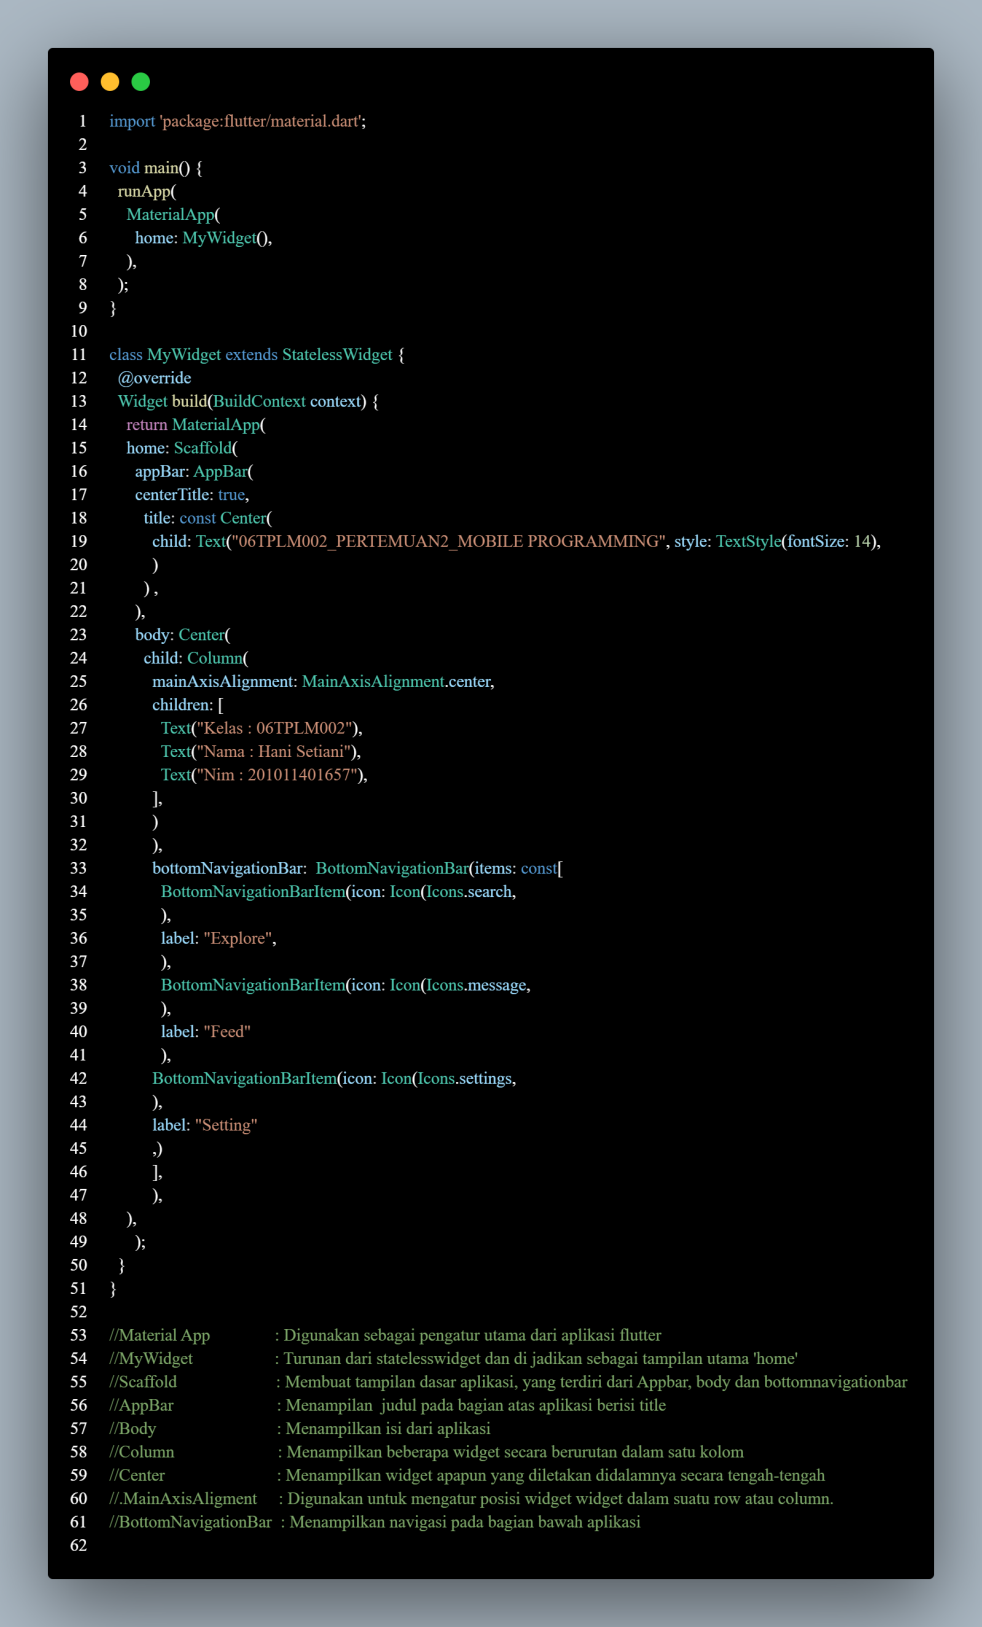 1 import 'package:flutter/material.dart';
2
3 void main() {
4   runApp(
5     MaterialApp(
6       home: MyWidget(),
7     ),
8   );
9 }
10
11 class MyWidget extends StatelessWidget {
12   @override
13   Widget build(BuildContext context) {
14     return MaterialApp(
15     home: Scaffold(
16       appBar: AppBar(
17       centerTitle: true,
18         title: const Center(
19           child: Text("06TPLM002_PERTEMUAN2_MOBILE PROGRAMMING", style: TextStyle(fontSize: 14),
20           )
21         ) ,
22       ),
23       body: Center(
24         child: Column(
25           mainAxisAlignment: MainAxisAlignment.center,
26           children: [
27             Text("Kelas : 06TPLM002"),
28             Text("Nama : Hani Setiani"),
29             Text("Nim : 201011401657"),
30           ],
31           )
32           ),
33           bottomNavigationBar:  BottomNavigationBar(items: const[
34             BottomNavigationBarItem(icon: Icon(Icons.search,
35             ),
36             label: "Explore",
37             ),
38             BottomNavigationBarItem(icon: Icon(Icons.message,
39             ),
40             label: "Feed"
41             ),
42           BottomNavigationBarItem(icon: Icon(Icons.settings,
43           ),
44           label: "Setting"
45           ,)
46           ],
47           ),
48     ),
49       );
50   }
51 }
52
53 //Material App               : Digunakan sebagai pengatur utama dari aplikasi flutter
54 //MyWidget                   : Turunan dari statelesswidget dan di jadikan sebagai tampilan utama 'home'
55 //Scaffold                   : Membuat tampilan dasar aplikasi, yang terdiri dari Appbar, body dan bottomnavigationbar
56 //AppBar                     : Menampilan  judul pada bagian atas aplikasi berisi title
57 //Body                       : Menampilkan isi dari aplikasi
58 //Column                     : Menampilkan beberapa widget secara berurutan dalam satu kolom
59 //Center                     : Menampilkan widget apapun yang diletakan didalamnya secara tengah-tengah
60 //.MainAxisAligment     : Digunakan untuk mengatur posisi widget widget dalam suatu row atau column.
61 //BottomNavigationBar  : Menampilkan navigasi pada bagian bawah aplikasi
62